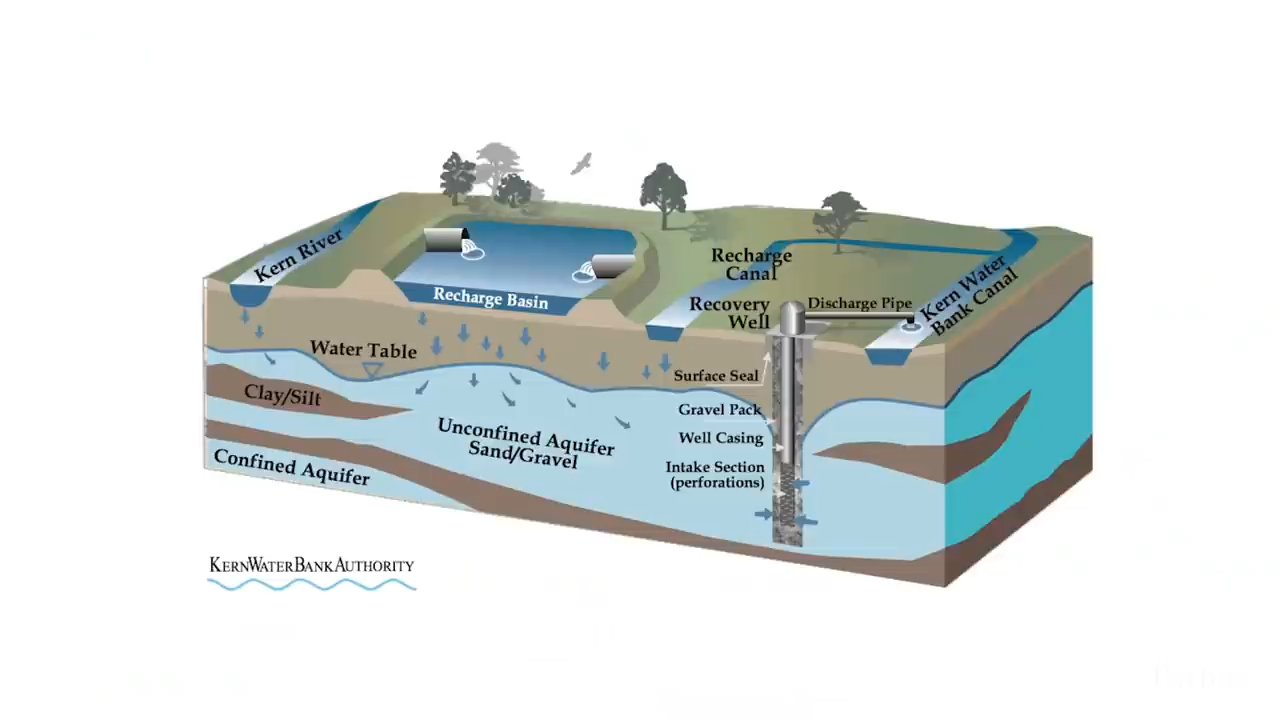 Kern River
Recharge Basin
Recharge
Canal
Recovery
Well
Discharge Pipe
Kern Water
Bank Canal
Water Table
Surface Seal
Clay/Silt
Gravel Pack
Unconfined Aquifer
Sand/Gravel
Well Casing
Confined Aquifer
Intake Section
(perforations)
KERNWATERBANKAUTHORITY